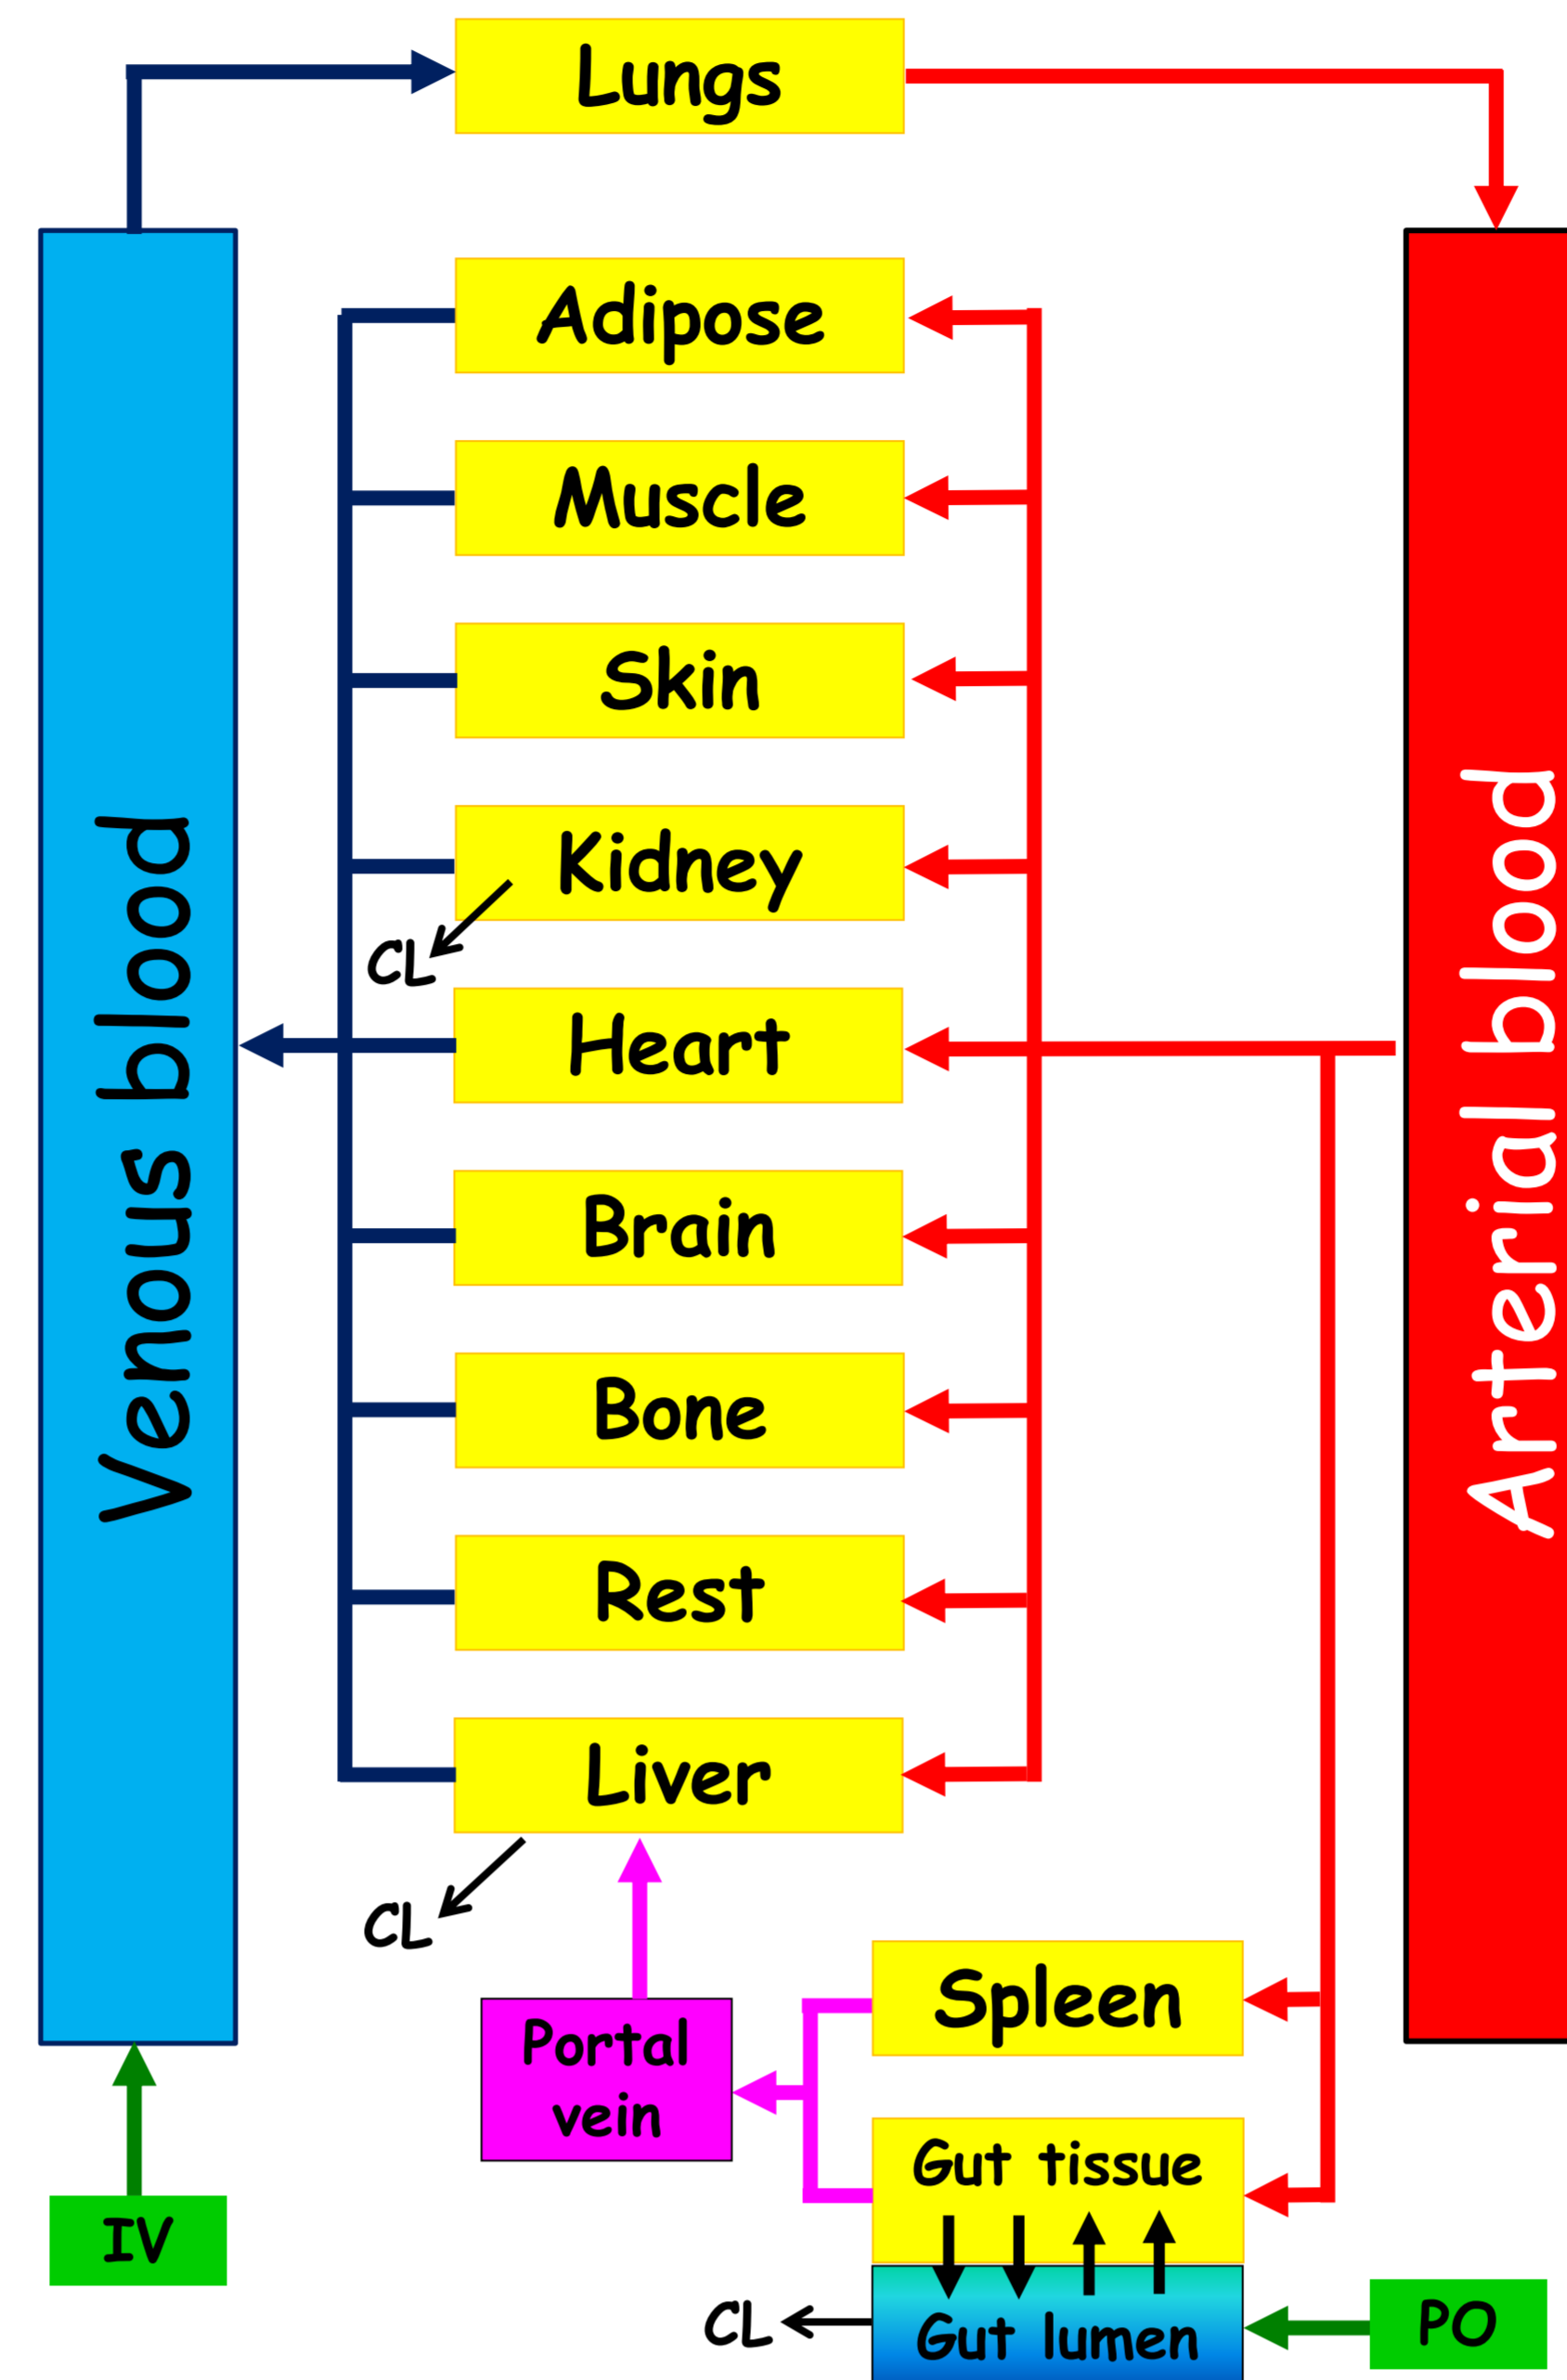 Lungs
Adipose
Muscle
Skin
Kidney
CL
Heart
Brain
Bone
Rest
Liver
CL
Venous blood
Arterial blood
Spleen
Portal
vein
Gut tissue
Gut lumen
CL
IV
PO